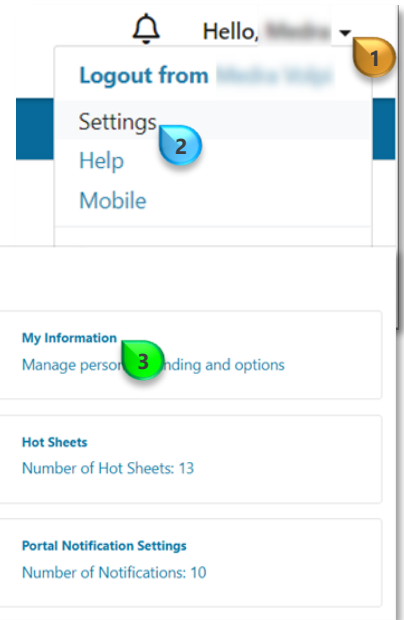 Hello,
1
Logout from
Settings
2
Help
Mobile
My Information
Manage person 3 nding and options
Hot Sheets
Number of Hot Sheets: 13
Portal Notification Settings
Number of Notifications: 10